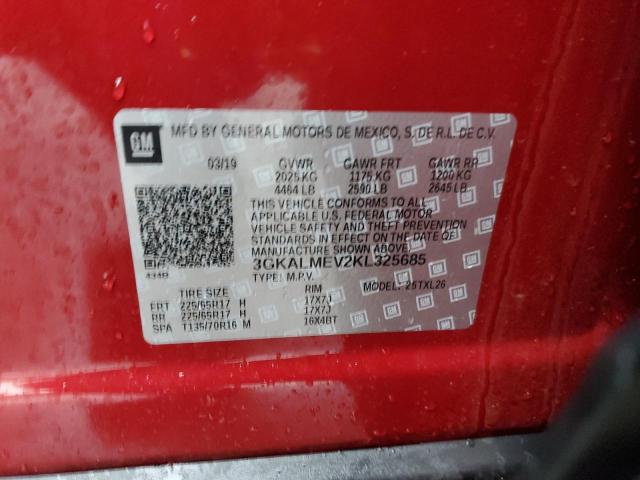 GM
MFD BY GENERAL MOTORS DE MEXICO, S. DE R.L. DE C.V.
03/19 GVWR GAWR FRT GAWR RR
2025 KG 1175 KG 1200 KG
4464 LB 2590 LB 2645 LB
THIS VEHICLE CONFORMS TO ALL
APPLICABLE U.S. FEDERAL MOTOR
VEHICLE SAFETY AND THEFT PREVENTION
STANDARDS IN EFFECT ON THE DATE OF
MANUFACTURE SHOWN ABOVE.
3GKALMEV2KL325685
434B TYPE: M.P.V.
TIRE SIZE RIM MODEL: 25TXL26
FRT 225/65R17 H 17X7J
RR 225/65R17 H 17X7J
SPA T135/70R16 M 16X4BT